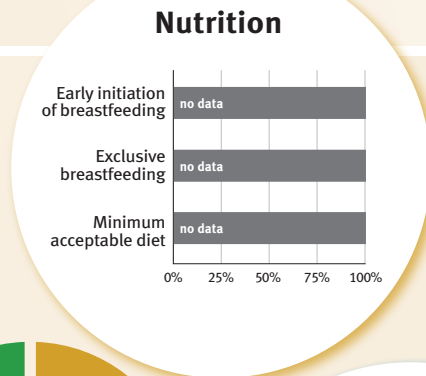 Nutrition
Early initiation
of breastfeeding
no data
Exclusive
breastfeeding
no data
Minimum
acceptable diet
no data
0% 25% 50% 75% 100%